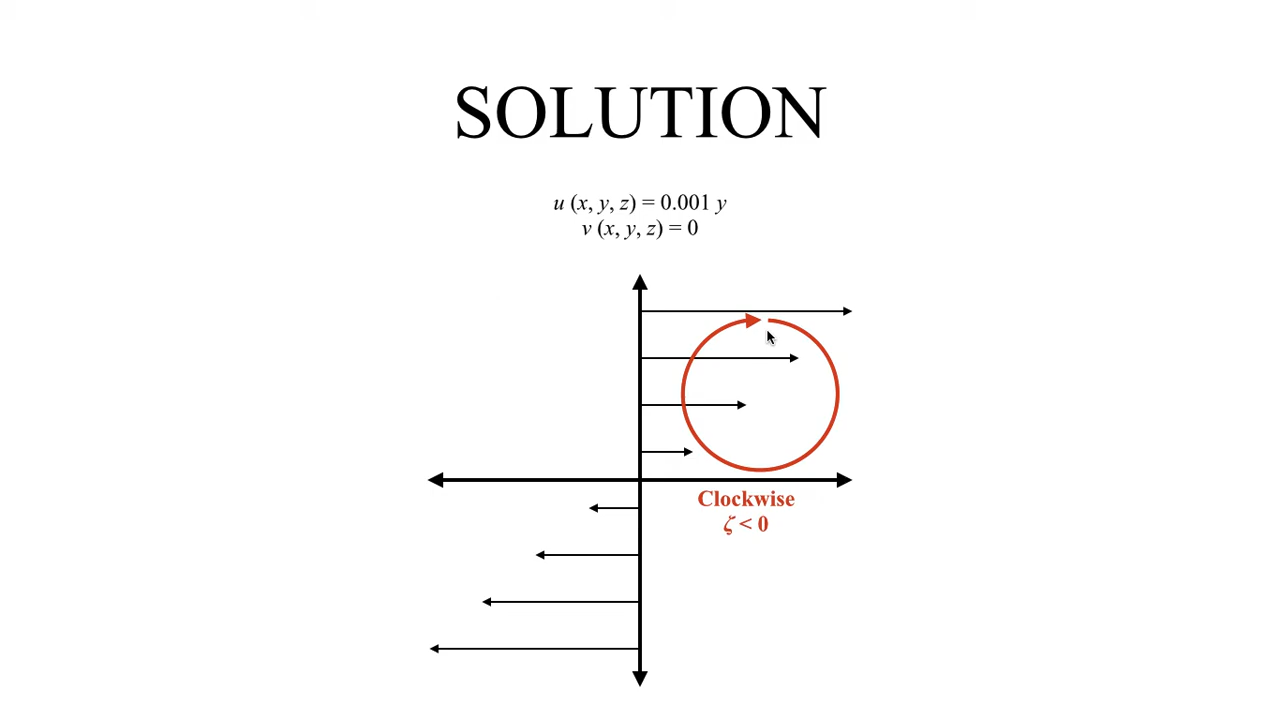 SOLUTION
u (x, y, z) = 0.001 y
v (x, y, z) = 0
Clockwise
ζ < 0